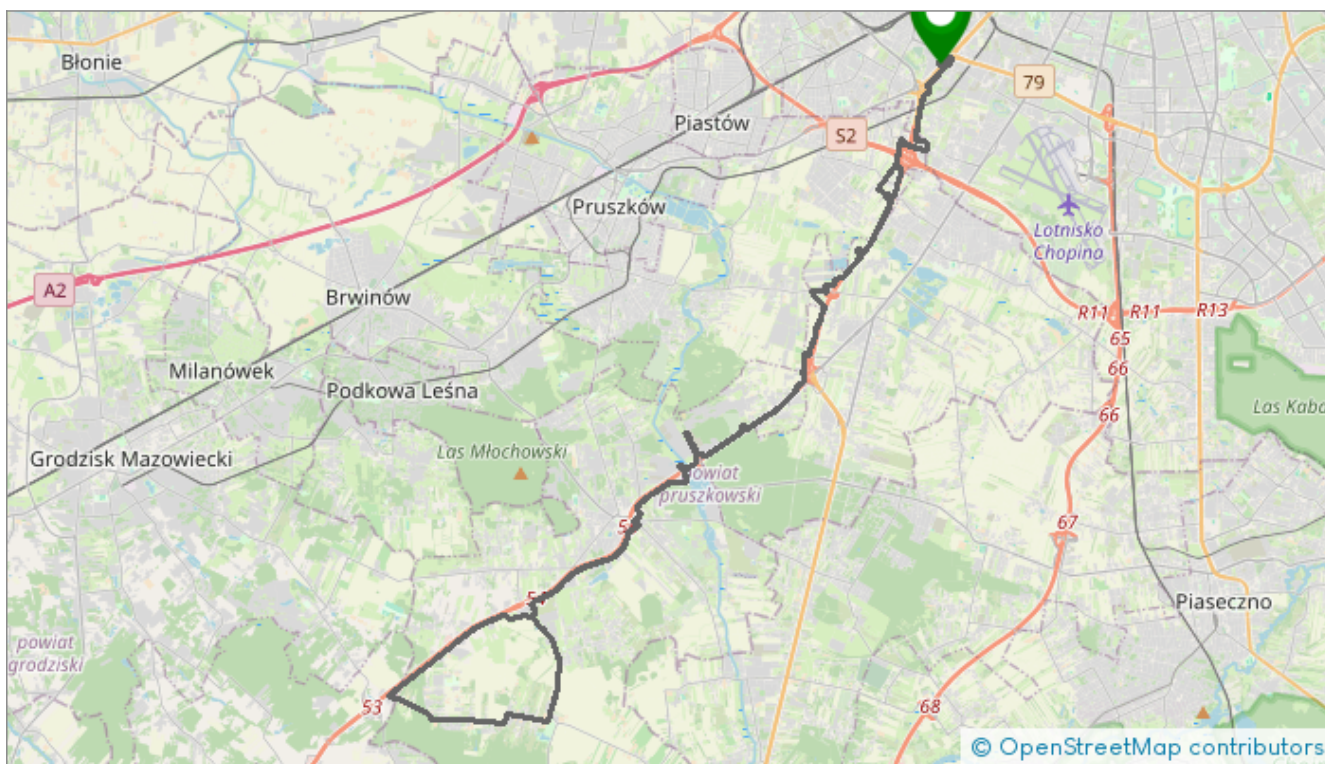 Błonie
79
Piastów
S2
Pruszków
Lotnisko
Chopina
A2
Brwinów
R11
R11
R13
65
66
Milanówek
Podkowa Leśna
66
Las Kaba
Grodzisk Mazowiecki
Las Młochowski
powiat
pruszkowski
67
Piaseczno
powiat
grodziski
53
68
© OpenStreetMap contributors